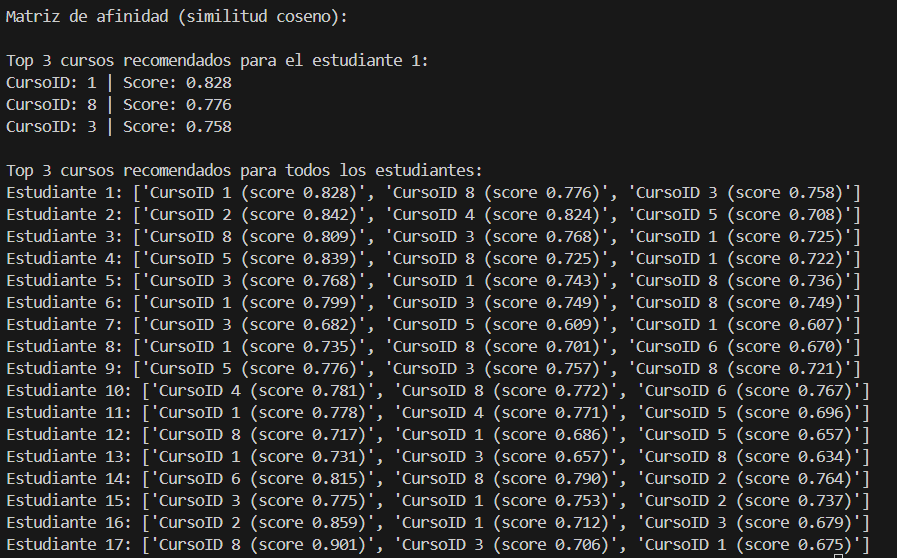 Matriz de afinidad (similitud coseno):
Top 3 cursos recomendados para el estudiante 1:
CursoID: 1 | Score: 0.828
CursoID: 8 | Score: 0.776
CursoID: 3 | Score: 0.758
Top 3 cursos recomendados para todos los estudiantes:
Estudiante 1: ['CursoID 1 (score 0.828)', 'CursoID 8 (score 0.776)', 'CursoID 3 (score 0.758)']
Estudiante 2: ['CursoID 2 (score 0.842)', 'CursoID 4 (score 0.824)', 'CursoID 5 (score 0.708)']
Estudiante 3: ['CursoID 8 (score 0.809)', 'CursoID 3 (score 0.768)', 'CursoID 1 (score 0.725)']
Estudiante 4: ['CursoID 5 (score 0.839)', 'CursoID 8 (score 0.725)', 'CursoID 1 (score 0.722)']
Estudiante 5: ['CursoID 3 (score 0.768)', 'CursoID 1 (score 0.743)', 'CursoID 8 (score 0.736)']
Estudiante 6: ['CursoID 1 (score 0.799)', 'CursoID 3 (score 0.749)', 'CursoID 8 (score 0.749)']
Estudiante 7: ['CursoID 3 (score 0.682)', 'CursoID 5 (score 0.609)', 'CursoID 1 (score 0.607)']
Estudiante 8: ['CursoID 1 (score 0.735)', 'CursoID 8 (score 0.701)', 'CursoID 6 (score 0.670)']
Estudiante 9: ['CursoID 5 (score 0.776)', 'CursoID 3 (score 0.757)', 'CursoID 8 (score 0.721)']
Estudiante 10: ['CursoID 4 (score 0.781)', 'CursoID 8 (score 0.772)', 'CursoID 6 (score 0.767)']
Estudiante 11: ['CursoID 1 (score 0.778)', 'CursoID 4 (score 0.771)', 'CursoID 5 (score 0.696)']
Estudiante 12: ['CursoID 8 (score 0.717)', 'CursoID 1 (score 0.686)', 'CursoID 5 (score 0.657)']
Estudiante 13: ['CursoID 1 (score 0.731)', 'CursoID 3 (score 0.657)', 'CursoID 8 (score 0.634)']
Estudiante 14: ['CursoID 6 (score 0.815)', 'CursoID 8 (score 0.790)', 'CursoID 2 (score 0.764)']
Estudiante 15: ['CursoID 3 (score 0.775)', 'CursoID 1 (score 0.753)', 'CursoID 2 (score 0.737)']
Estudiante 16: ['CursoID 2 (score 0.859)', 'CursoID 1 (score 0.712)', 'CursoID 3 (score 0.679)']
Estudiante 17: ['CursoID 8 (score 0.901)', 'CursoID 3 (score 0.706)', 'CursoID 1 (score 0.675)']